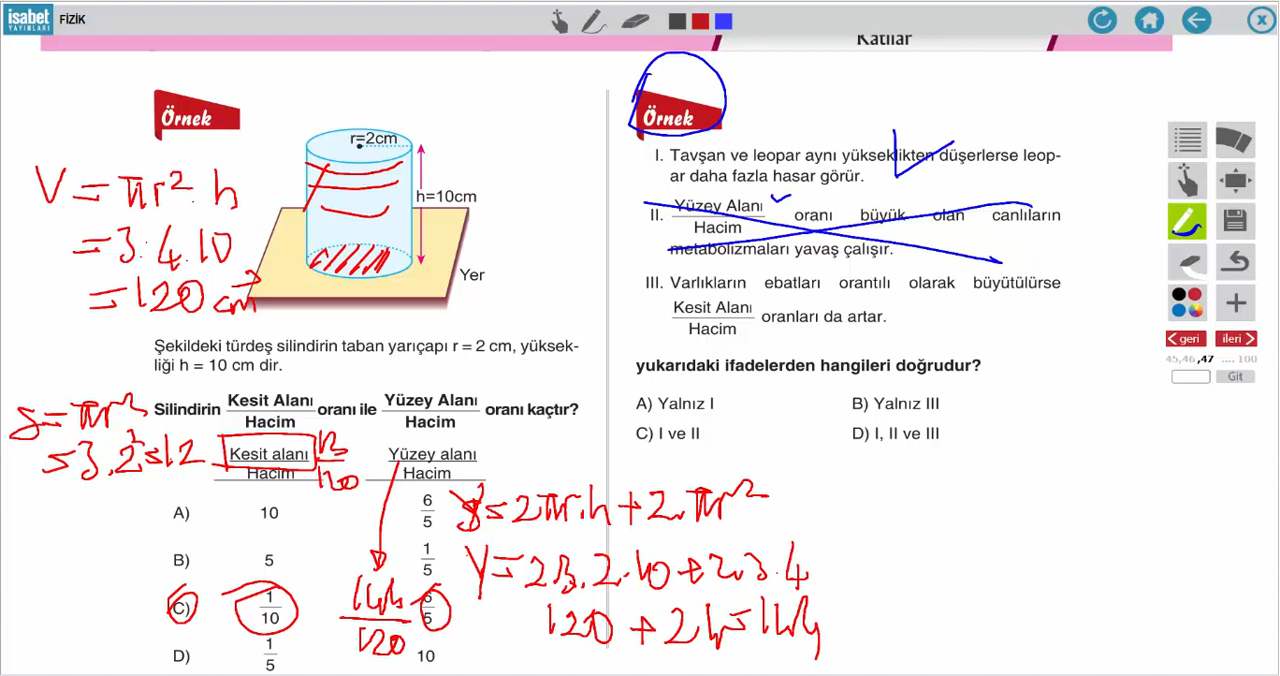 isabet
YAYINLARI
FİZİK
Katılar
Örnek
r=2cm
h=10cm
Yer
V = πr² · h
= 3.4.10
= 120 cm³
Şekildeki türdeş silindirin taban yarıçapı r = 2 cm, yüksek-
liği h = 10 cm dir.
Silindirin Kesit Alanı / Hacim oranı ile Yüzey Alanı / Hacim oranı kaçtır?
S = πr²
= 3.2² = 12
Kesit alanı / Hacim
12 / 120
Yüzey alanı / Hacim
A) 10 6/5
B) 5 1/5
C) 1/10 6/5
144 / 120
D) 1/5 10
y = 2πr.h + 2.πr²
y = 2.3.2.10 + 2.3.4
120 + 24 = 144
Örnek
I. Tavşan ve leopar aynı yükseklikten düşerlerse leop-
ar daha fazla hasar görür.
II. Yüzey Alanı / Hacim oranı büyük olan canlıların
metabolizmaları yavaş çalışır.
III. Varlıkların ebatları orantılı olarak büyütülürse
Kesit Alanı / Hacim oranları da artar.
yukarıdaki ifadelerden hangileri doğrudur?
A) Yalnız I B) Yalnız III
C) I ve II D) I, II ve III
geri ileri
45,46,47 .... 100
Git